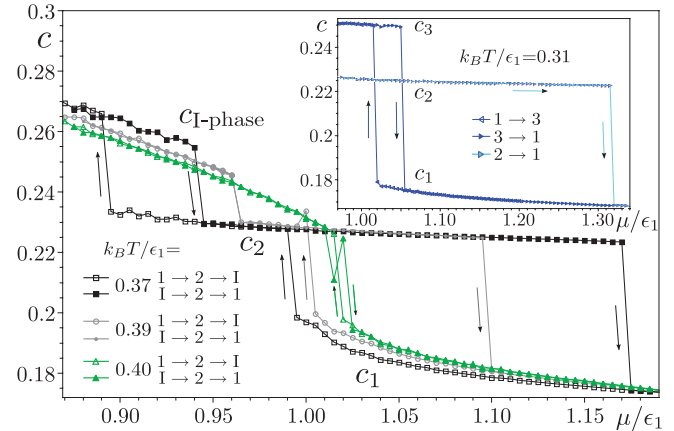 0.3
c
0.28
0.26
0.24
0.22
0.2
0.18
c_I-phase
c_2
c_1
k_BT/ϵ_1=
0.37 1 → 2 → I
I → 2 → 1
0.39 1 → 2 → I
I → 2 → 1
0.40 1 → 2 → I
I → 2 → 1
0.90 0.95 1.00 1.05 1.10 1.15 μ/ϵ_1
c
0.25
0.225
0.2
0.175
c_3
k_BT/ϵ_1=0.31
c_2
1 → 3
3 → 1
2 → 1
c_1
1.00 1.10 1.20 1.30 μ/ϵ_1